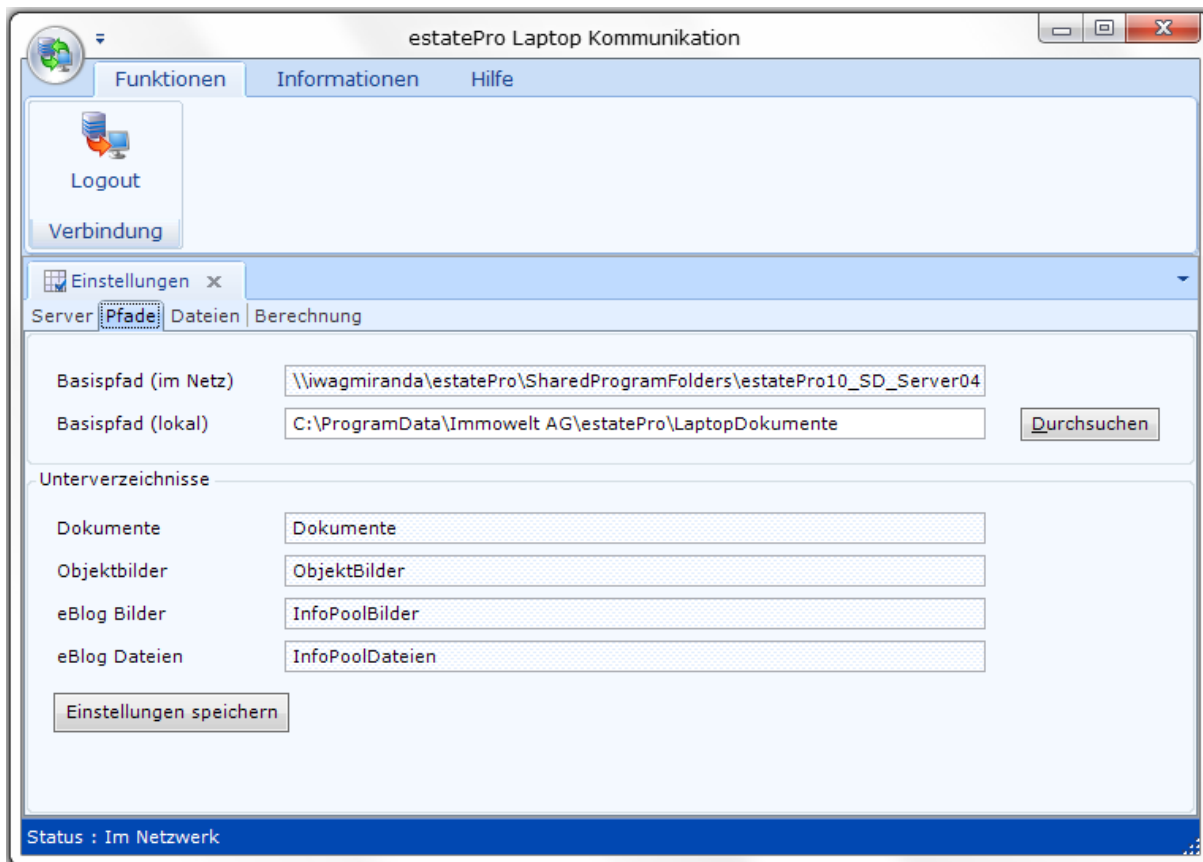 estatePro Laptop Kommunikation
Funktionen Informationen Hilfe
Logout
Verbindung
Einstellungen
Server Pfade Dateien Berechnung
Basispfad (im Netz) \\iwagmiranda\estatePro\SharedProgramFolders\estatePro10_SD_Server04
Basispfad (lokal) C:\ProgramData\Immowelt AG\estatePro\LaptopDokumente Durchsuchen
Unterverzeichnisse
Dokumente Dokumente
Objektbilder ObjektBilder
eBlog Bilder InfoPoolBilder
eBlog Dateien InfoPoolDateien
Einstellungen speichern
Status : Im Netzwerk